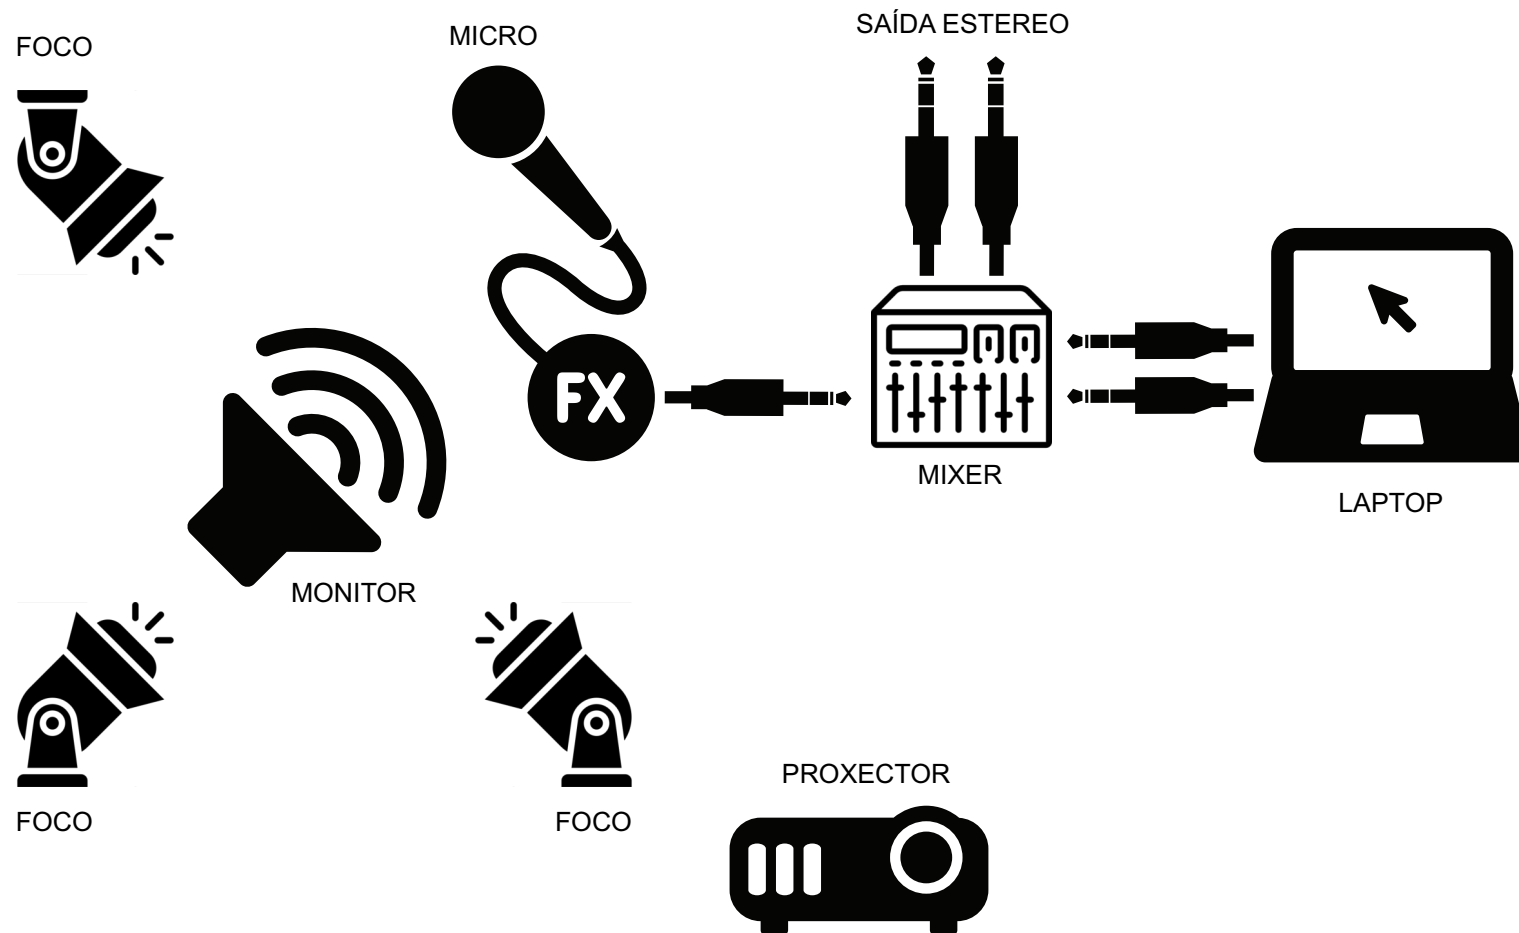 SAÍDA ESTEREO
MICRO
FOCO
FX
MIXER
LAPTOP
MONITOR
PROXECTOR
FOCO
FOCO